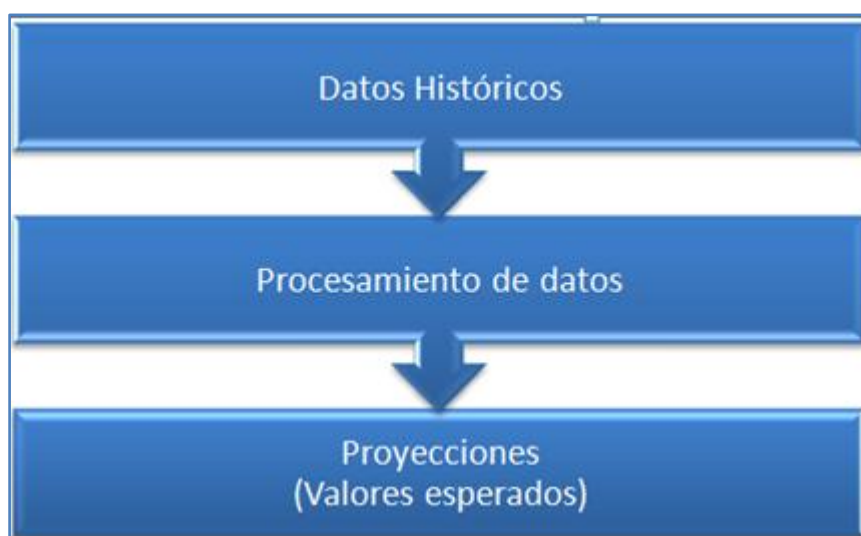 Datos Históricos
Procesamiento de datos
Proyecciones
(Valores esperados)